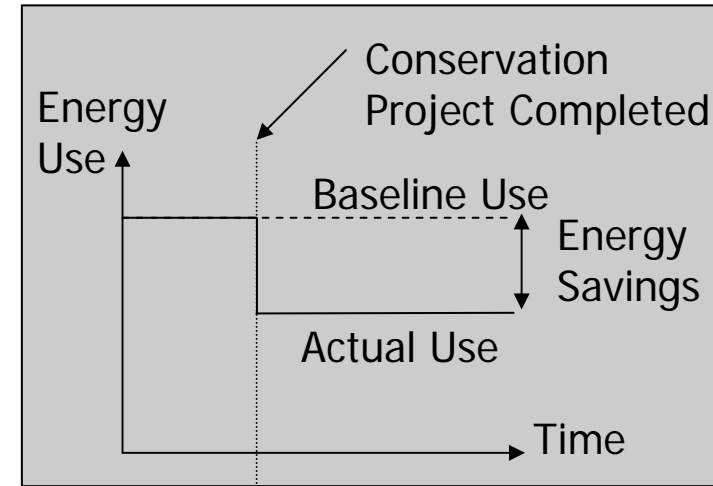 Conservation
Project Completed
Energy
Use
Baseline Use
Energy
Savings
Actual Use
Time